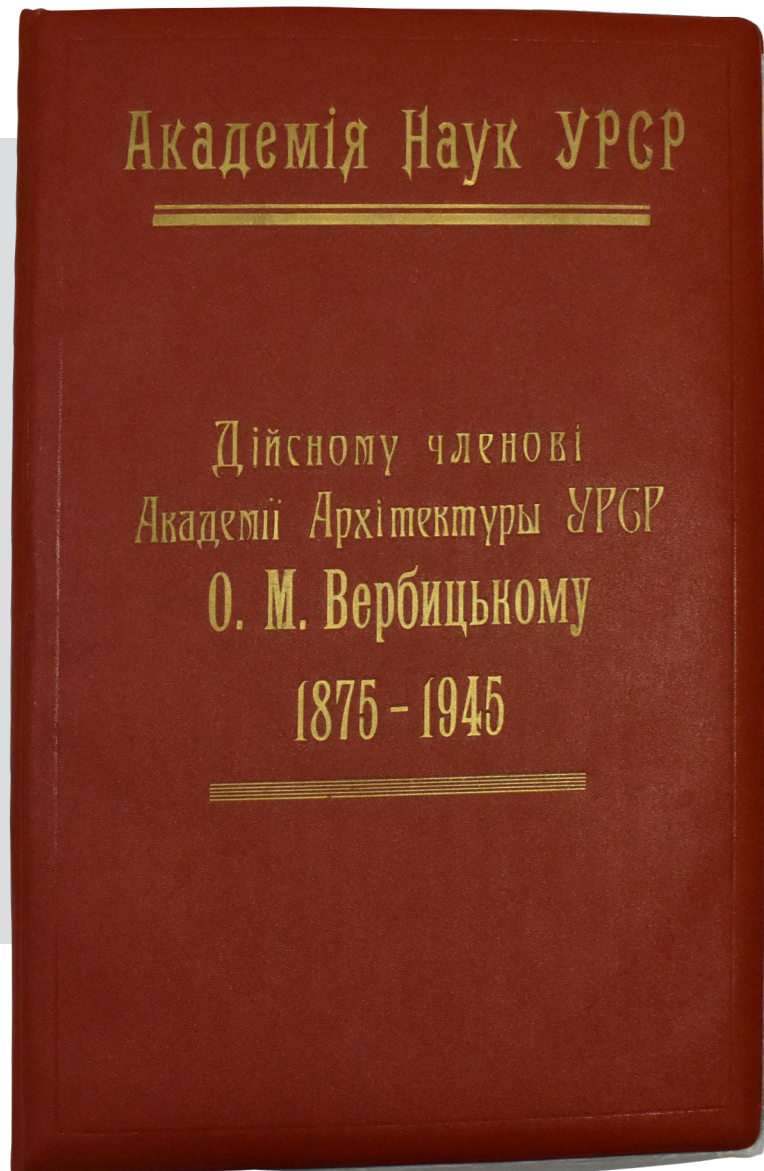 Академія Наук УРСР
Дійсному членові
Академії Архітектуры УРСР
О. М. Вербицькому
1875 - 1945